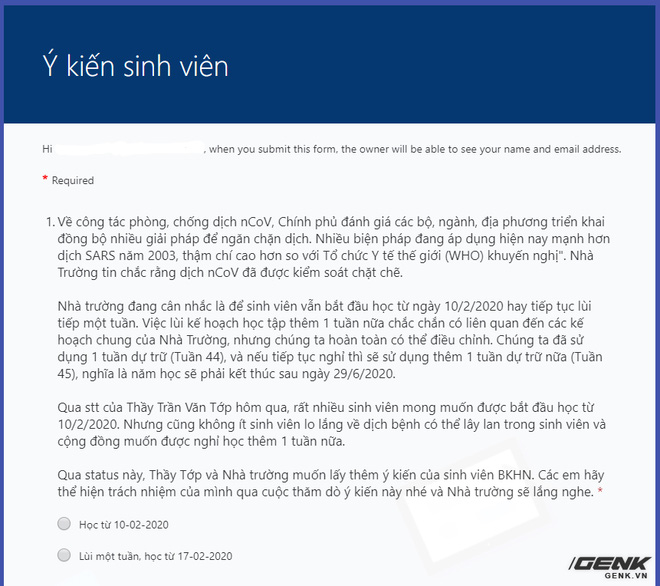 Ý kiến sinh viên
Hi , when you submit this form, the owner will be able to see your name and email address.
* Required
1. Về công tác phòng, chống dịch nCoV, Chính phủ đánh giá các bộ, ngành, địa phương triển khai
đồng bộ nhiều giải pháp để ngăn chặn dịch. Nhiều biện pháp đang áp dụng hiện nay mạnh hơn
dịch SARS năm 2003, thậm chí cao hơn so với Tổ chức Y tế thế giới (WHO) khuyến nghị". Nhà
Trường tin chắc rằng dịch nCoV đã được kiểm soát chặt chẽ.
Nhà trường đang cân nhắc là để sinh viên vẫn bắt đầu học từ ngày 10/2/2020 hay tiếp tục lùi
tiếp một tuần. Việc lùi kế hoạch học tập thêm 1 tuần nữa chắc chắn có liên quan đến các kế
hoạch chung của Nhà Trường, nhưng chúng ta hoàn toàn có thể điều chỉnh. Chúng ta đã sử
dụng 1 tuần dự trữ (Tuần 44), và nếu tiếp tục nghỉ thì sẽ sử dụng thêm 1 tuần dự trữ nữa (Tuần
45), nghĩa là năm học sẽ phải kết thúc sau ngày 29/6/2020.
Qua stt của Thầy Trần Văn Tớp hôm qua, rất nhiều sinh viên mong muốn được bắt đầu học từ
10/2/2020. Nhưng cũng không ít sinh viên lo lắng về dịch bệnh có thể lây lan trong sinh viên và
cộng đồng muốn được nghỉ học thêm 1 tuần nữa.
Qua status này, Thầy Tớp và Nhà trường muốn lấy thêm ý kiến của sinh viên BKHN. Các em hãy
thể hiện trách nhiệm của mình qua cuộc thăm dò ý kiến này nhé và Nhà trường sẽ lắng nghe. *
Học từ 10-02-2020
Lùi một tuần, học từ 17-02-2020
GENK
GENK.VN